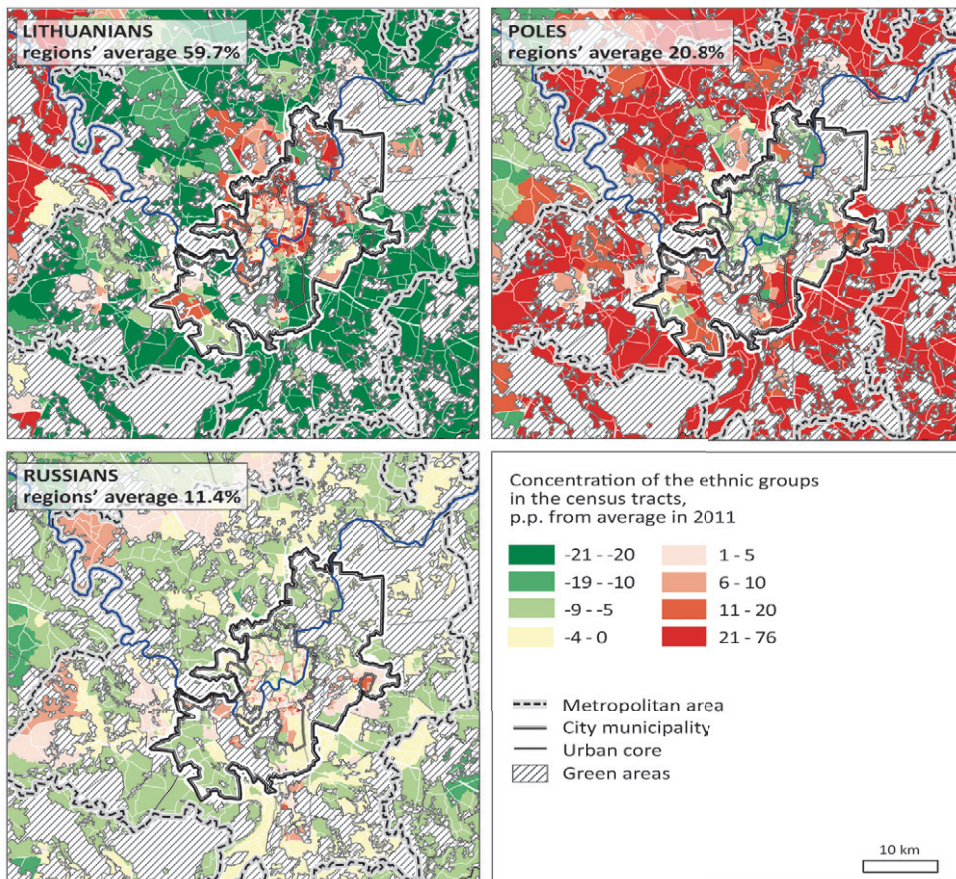 LITHUANIANS
regions' average 59.7%
POLES
regions' average 20.8%
RUSSIANS
regions' average 11.4%
Concentration of the ethnic groups
in the census tracts,
p.p. from average in 2011
-21 - -20
-19 - -10
-9 - -5
-4 - 0
1 - 5
6 - 10
11 - 20
21 - 76
Metropolitan area
City municipality
Urban core
Green areas
10 km